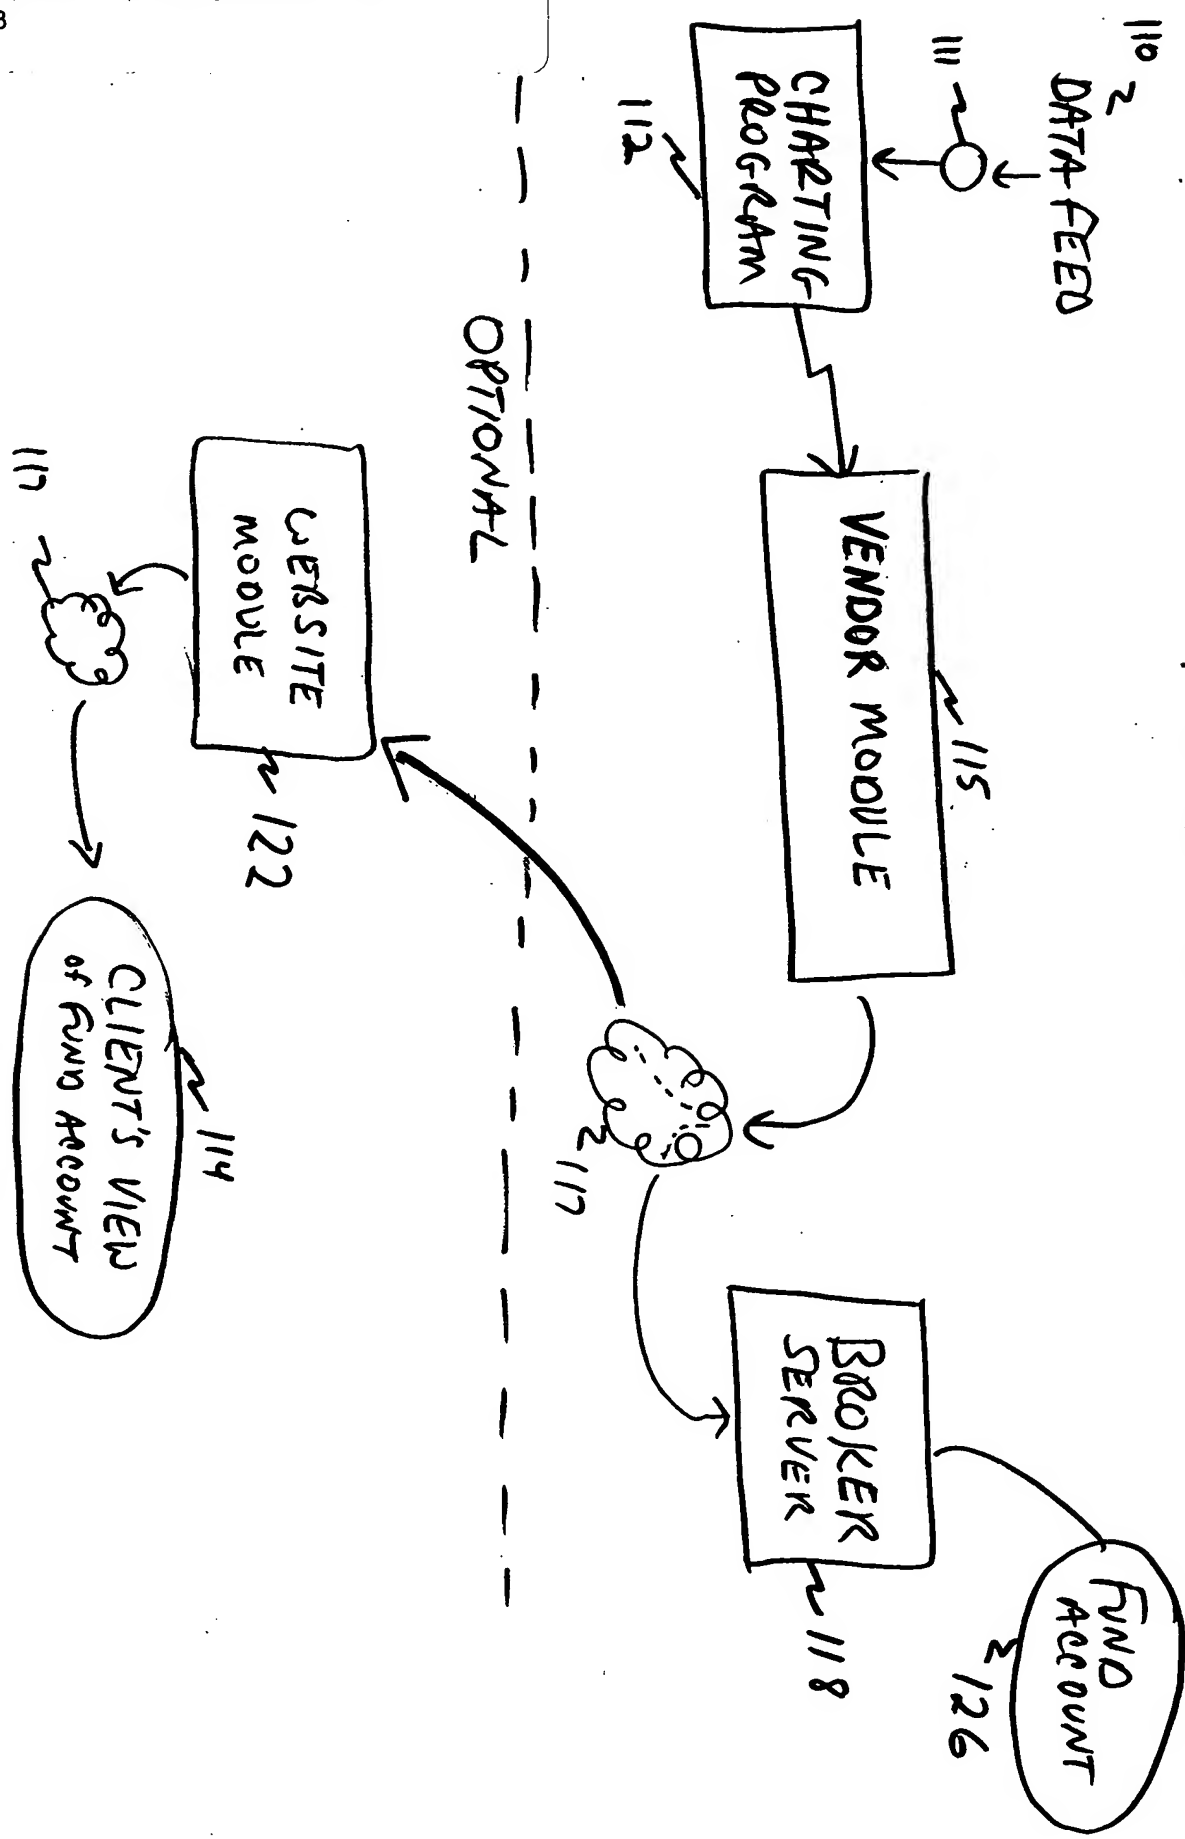 110
DATA FEED
111
CHARTING
PROGRAM
112
VENDOR MODULE
115
117
BROKER
SERVER
118
FUND
ACCOUNT
126
OPTIONAL
WEBSITE
MODULE
122
117
CLIENT'S VIEW
of FUND ACCOUNT
114